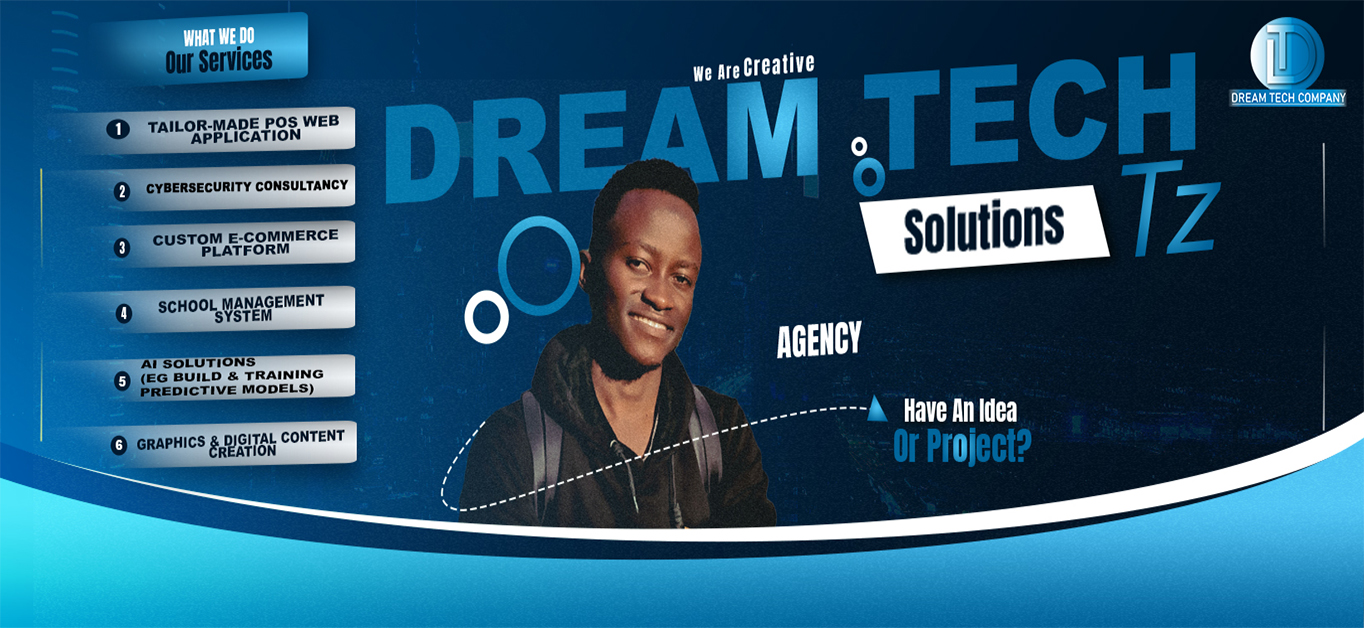 WHAT WE DO
Our Services
1 TAILOR-MADE POS WEB
APPLICATION
2 CYBERSECURITY CONSULTANCY
3 CUSTOM E-COMMERCE
PLATFORM
4 SCHOOL MANAGEMENT
SYSTEM
5 AI SOLUTIONS
(EG BUILD & TRAINING
PREDICTIVE MODELS)
6 GRAPHICS & DIGITAL CONTENT
CREATION
We Are Creative
DREAM TECH
Solutions Tz
AGENCY
Have An Idea
Or Project?
DREAM TECH COMPANY